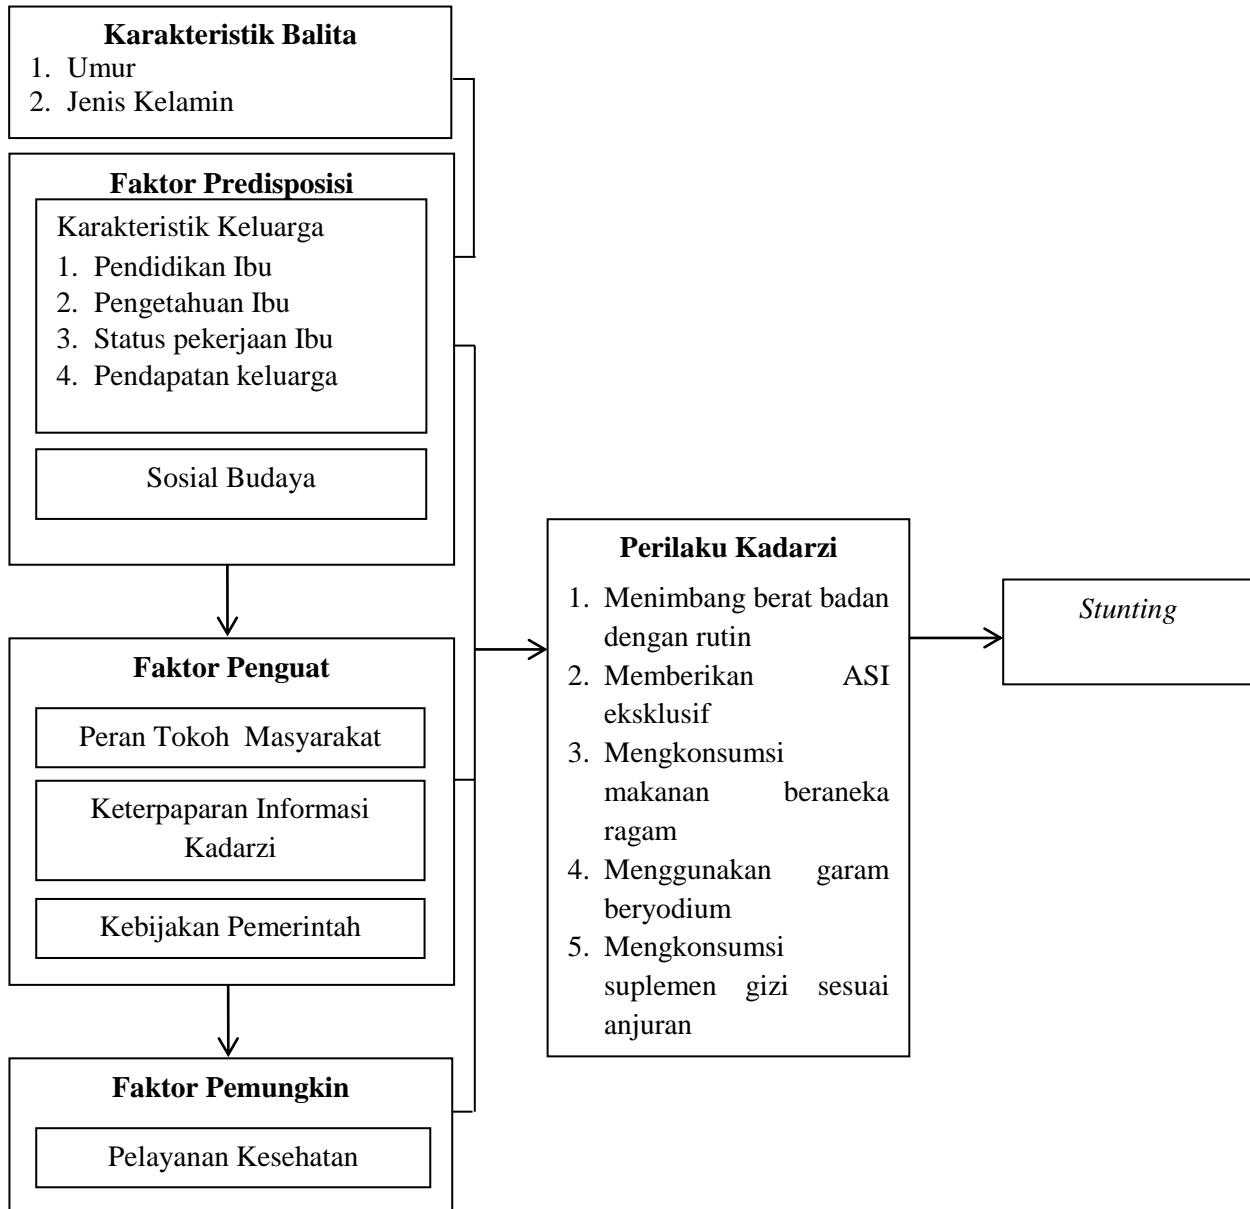 Karakteristik Balita
1. Umur
2. Jenis Kelamin
Faktor Predisposisi
Karakteristik Keluarga
1. Pendidikan Ibu
2. Pengetahuan Ibu
3. Status pekerjaan Ibu
4. Pendapatan keluarga
Sosial Budaya
Faktor Penguat
Peran Tokoh Masyarakat
Keterpaparan Informasi
Kadarzi
Kebijakan Pemerintah
Faktor Pemungkin
Pelayanan Kesehatan
Perilaku Kadarzi
1. Menimbang berat badan
dengan rutin
2. Memberikan ASI
eksklusif
3. Mengkonsumsi
makanan beraneka
ragam
4. Menggunakan garam
beryodium
5. Mengkonsumsi
suplemen gizi sesuai
anjuran
Stunting